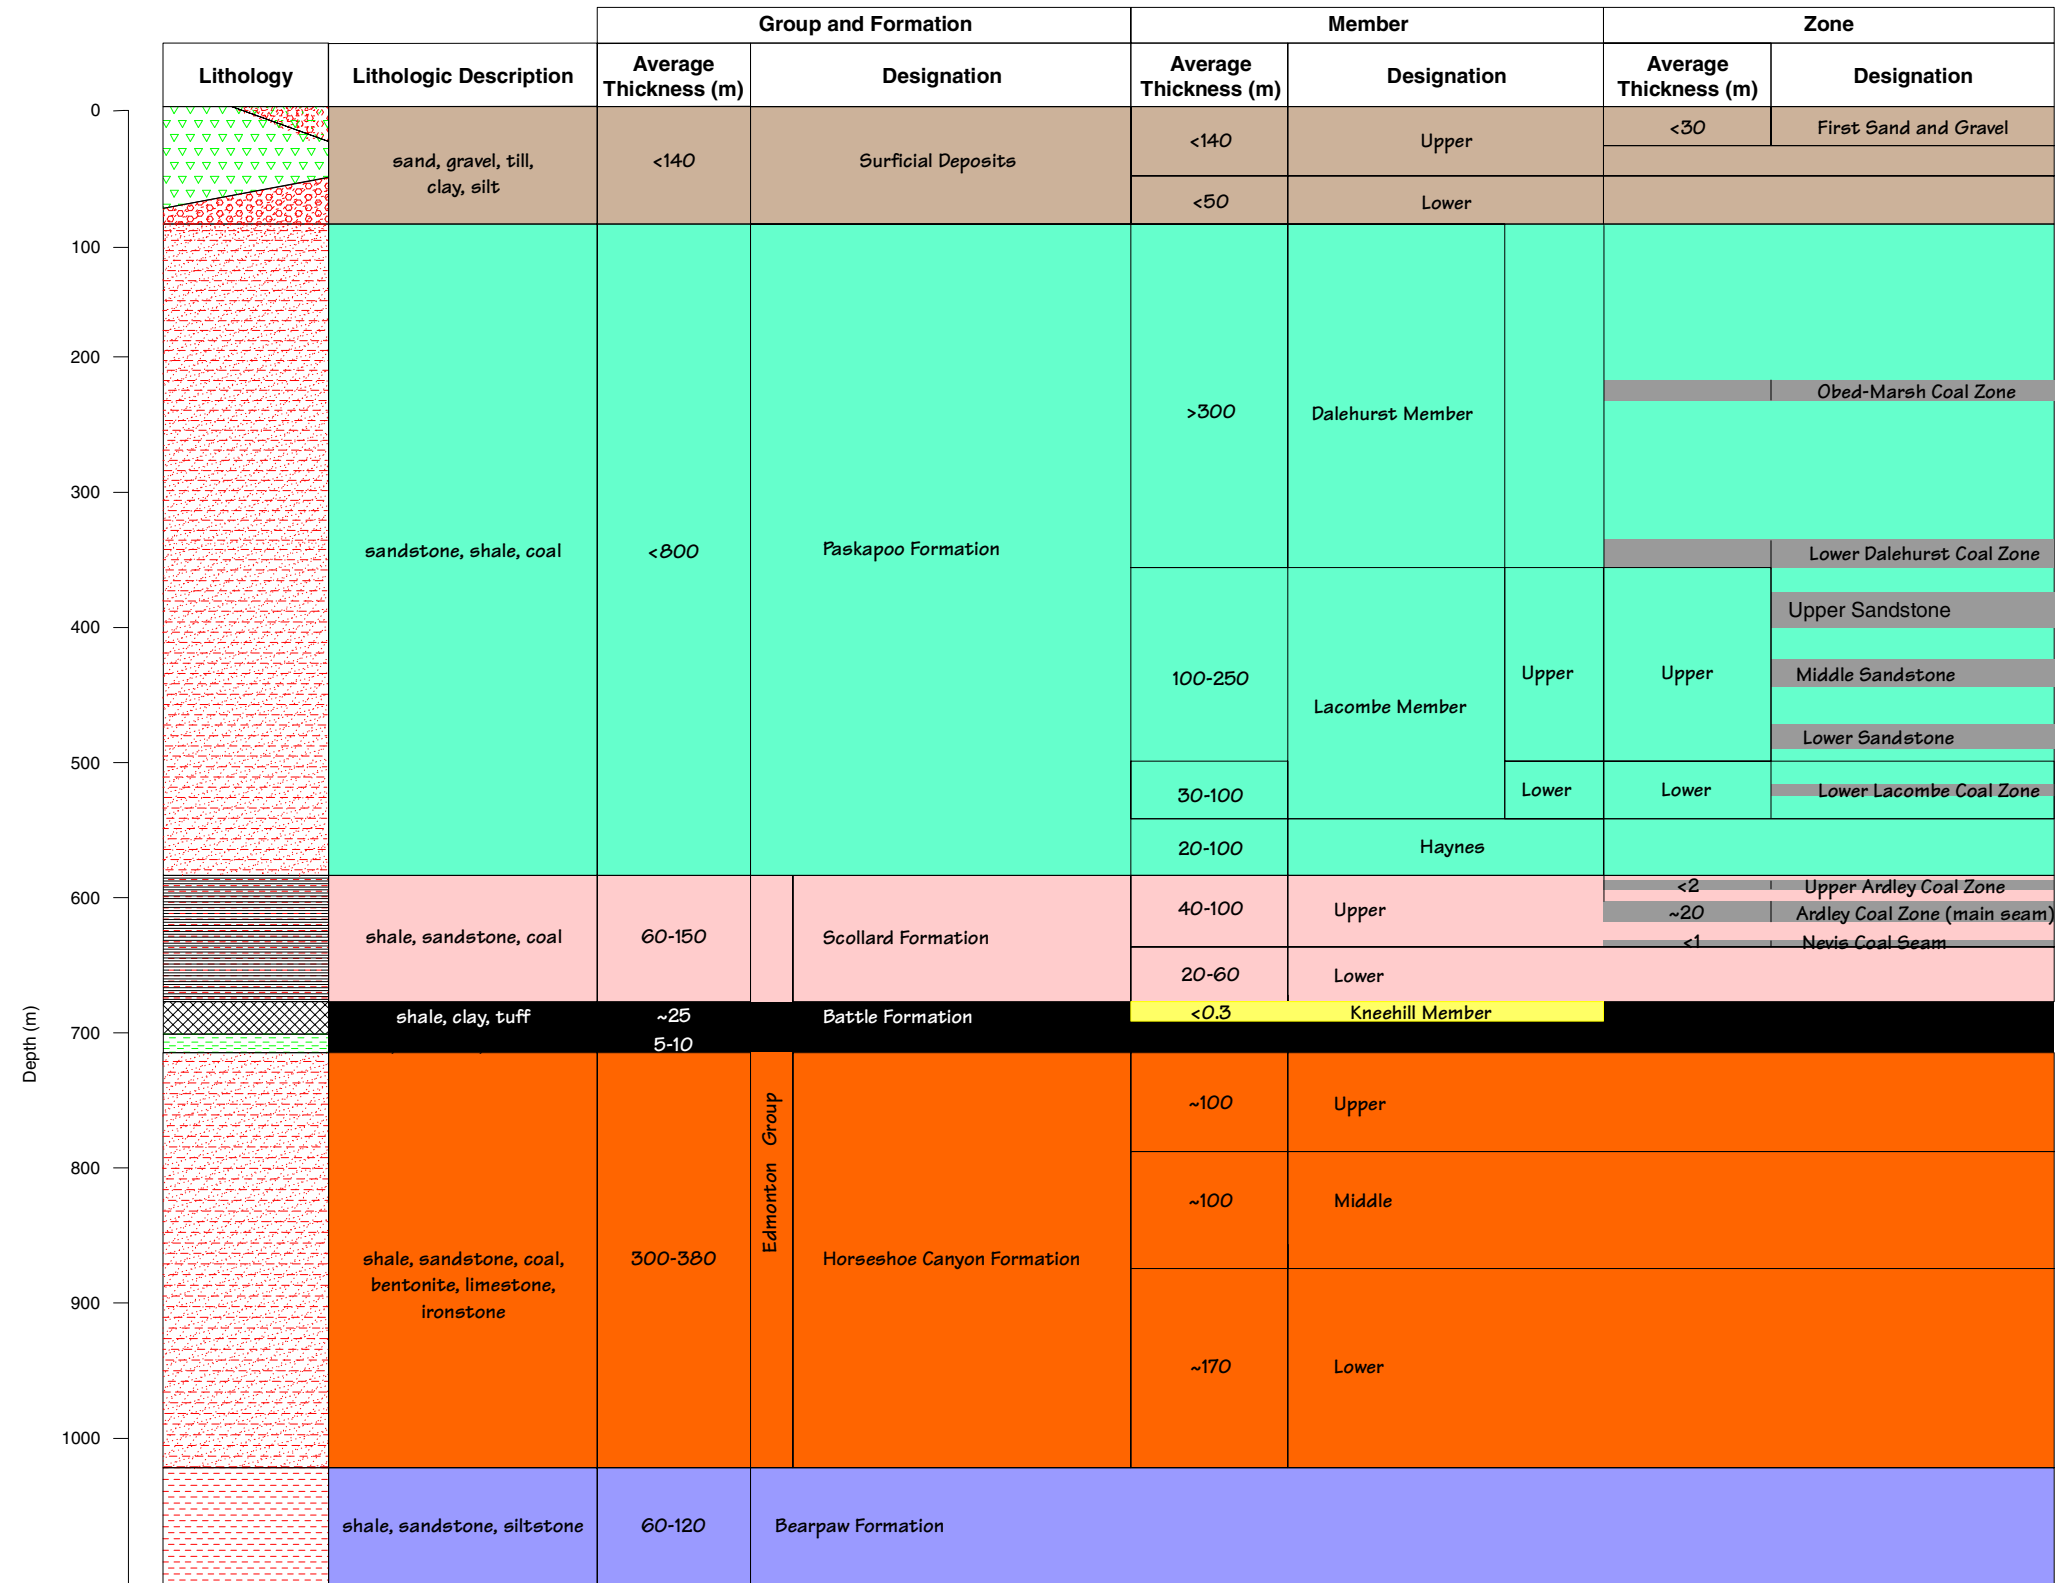 Group and Formation
Member
Zone
Lithology
Lithologic Description
Average
Thickness (m)
Designation
Average
Thickness (m)
Designation
Average
Thickness (m)
Designation
0
sand, gravel, till,
clay, silt
<140
Surficial Deposits
<140
Upper
<30
First Sand and Gravel
<50
Lower
100
200
300
400
500
sandstone, shale, coal
<800
Paskapoo Formation
>300
Dalehurst Member
Obed-Marsh Coal Zone
Lower Dalehurst Coal Zone
100-250
Lacombe Member
Upper
Upper
Upper Sandstone
Middle Sandstone
Lower Sandstone
30-100
Lower
Lower
Lower Lacombe Coal Zone
20-100
Haynes
600
shale, sandstone, coal
60-150
Scollard Formation
40-100
Upper
<2
Upper Ardley Coal Zone
~20
Ardley Coal Zone (main seam)
<1
Nevis Coal Seam
20-60
Lower
Depth (m)
700
shale, clay, tuff
~25
Battle Formation
<0.3
Kneehill Member
5-10
800
900
1000
shale, sandstone, coal,
bentonite, limestone,
ironstone
300-380
Edmonton Group
Horseshoe Canyon Formation
~100
Upper
~100
Middle
~170
Lower
shale, sandstone, siltstone
60-120
Bearpaw Formation